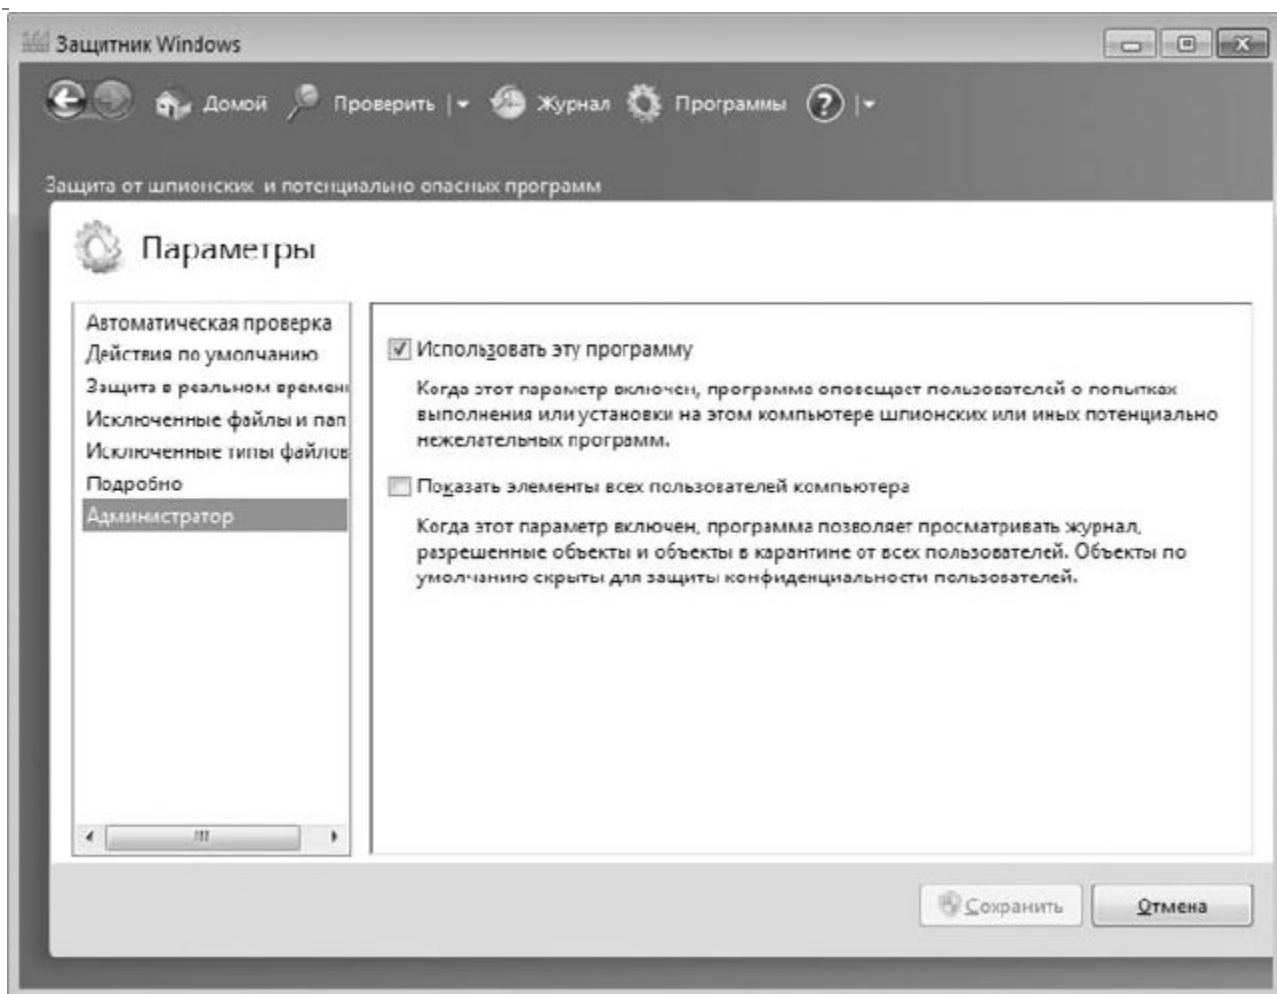 Защитник Windows
Домой Проверить Журнал Программы ?
Защита от шпионских и потенциально опасных программ
Параметры
Автоматическая проверка
Действия по умолчанию
Защита в реальном времени
Исключенные файлы и пап
Исключенные типы файлов
Подробно
Администратор
Использовать эту программу
Когда этот параметр включен, программа оповещает пользователей о попытках
выполнения или установки на этом компьютере шпионских или иных потенциально
нежелательных программ.
Показать элементы всех пользователей компьютера
Когда этот параметр включен, программа позволяет просматривать журнал,
разрешенные объекты и объекты в карантине от всех пользователей. Объекты по
умолчанию скрыты для защиты конфиденциальности пользователей.
Сохранить Отмена